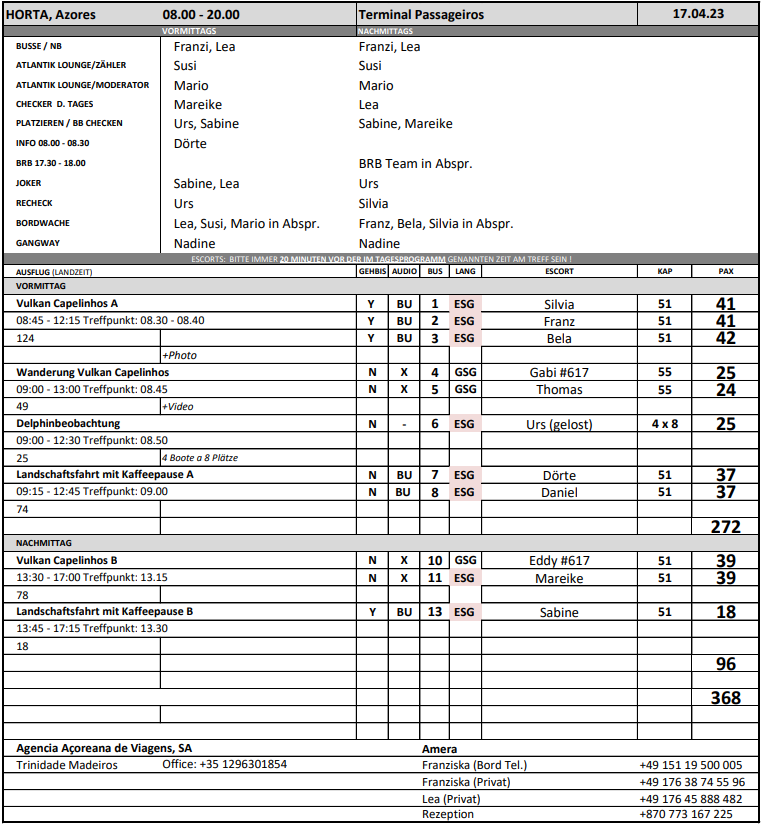 HORTA, Azores 08.00 - 20.00 Terminal Passageiros 17.04.23
VORMITTAGS NACHMITTAGS
BUSSE / NB Franzi, Lea Franzi, Lea
ATLANTIK LOUNGE/ZÄHLER Susi Susi
ATLANTIK LOUNGE/MODERATOR Mario Mario
CHECKER D. TAGES Mareike Lea
PLATZIEREN / BB CHECKEN Urs, Sabine Sabine, Mareike
INFO 08.00 - 08.30 Dörte
BRB 17.30 - 18.00 BRB Team in Abspr.
JOKER Sabine, Lea Urs
RECHECK Urs Silvia
BORDWACHE Lea, Susi, Mario in Abspr. Franz, Bela, Silvia in Abspr.
GANGWAY Nadine Nadine
ESCORTS: BITTE IMMER 20 MINUTEN VOR DER IM TAGESPROGRAMM GENANNTEN ZEIT AM TREFF SEIN !
AUSFLUG (LANDZEIT) GEHBIS AUDIO BUS LANG ESCORT KAP PAX
VORMITTAG
Vulkan Capelinhos A Y BU 1 ESG Silvia 51 41
08:45 - 12:15 Treffpunkt: 08.30 - 08.40 Y BU 2 ESG Franz 51 41
124 Y BU 3 ESG Bela 51 42
+Photo
Wanderung Vulkan Capelinhos N X 4 GSG Gabi #617 55 25
09:00 - 13:00 Treffpunkt: 08.45 N X 5 GSG Thomas 55 24
49 +Video
Delphinbeobachtung N - 6 ESG Urs (gelost) 4 x 8 25
09:00 - 12:30 Treffpunkt: 08.50
25 4 Boote a 8 Plätze
Landschaftsfahrt mit Kaffeepause A N BU 7 ESG Dörte 51 37
09:15 - 12:45 Treffpunkt: 09.00 N BU 8 ESG Daniel 51 37
74
272
NACHMITTAG
Vulkan Capelinhos B N X 10 GSG Eddy #617 51 39
13:30 - 17:00 Treffpunkt: 13.15 N X 11 ESG Mareike 51 39
78
Landschaftsfahrt mit Kaffeepause B Y BU 13 ESG Sabine 51 18
13:45 - 17:15 Treffpunkt: 13.30
18
96
368
Agencia Açoreana de Viagens, SA Amera
Trinidade Madeiros Office: +35 1296301854 Franziska (Bord Tel.) +49 151 19 500 005
Franziska (Privat) +49 176 38 74 55 96
Lea (Privat) +49 176 45 888 482
Rezeption +870 773 167 225